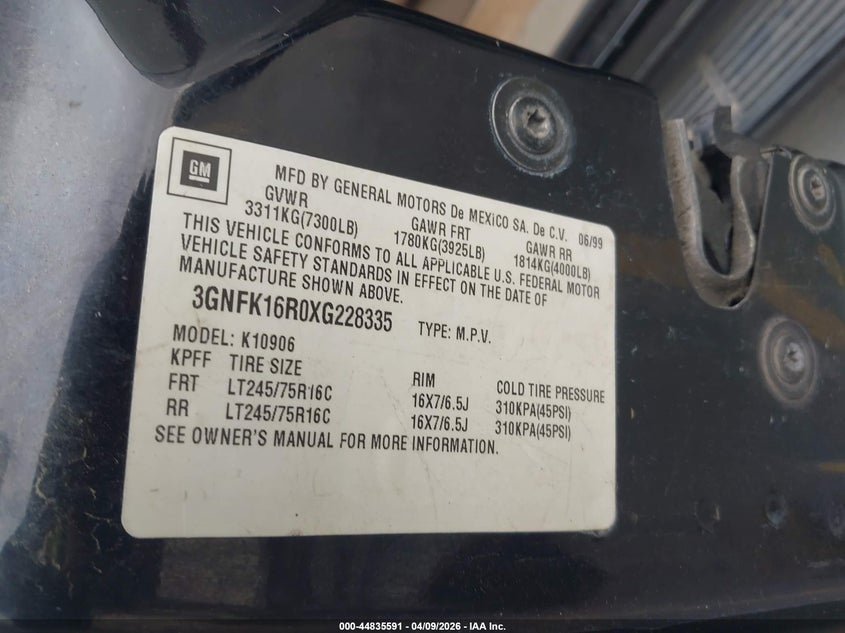 GM
MFD BY GENERAL MOTORS De MEXICO SA. De C.V. 06/99
GVWR GAWR FRT GAWR RR
3311KG(7300LB) 1780KG(3925LB) 1814KG(4000LB)
THIS VEHICLE CONFORMS TO ALL APPLICABLE U.S. FEDERAL MOTOR
VEHICLE SAFETY STANDARDS IN EFFECT ON THE DATE OF
MANUFACTURE SHOWN ABOVE.
3GNFK16R0XG228335 TYPE: M.P.V.
MODEL: K10906
KPFF TIRE SIZE RIM COLD TIRE PRESSURE
FRT LT245/75R16C 16X7/6.5J 310KPA(45PSI)
RR LT245/75R16C 16X7/6.5J 310KPA(45PSI)
SEE OWNER'S MANUAL FOR MORE INFORMATION.
000-44835591 - 04/09/2026 - IAA Inc.